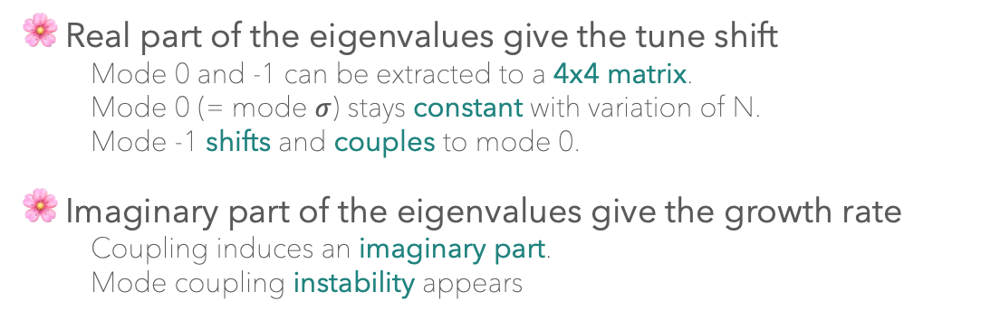 🌸 Real part of the eigenvalues give the tune shift
Mode 0 and -1 can be extracted to a 4x4 matrix.
Mode 0 (= mode σ) stays constant with variation of N.
Mode -1 shifts and couples to mode 0.
🌸 Imaginary part of the eigenvalues give the growth rate
Coupling induces an imaginary part.
Mode coupling instability appears